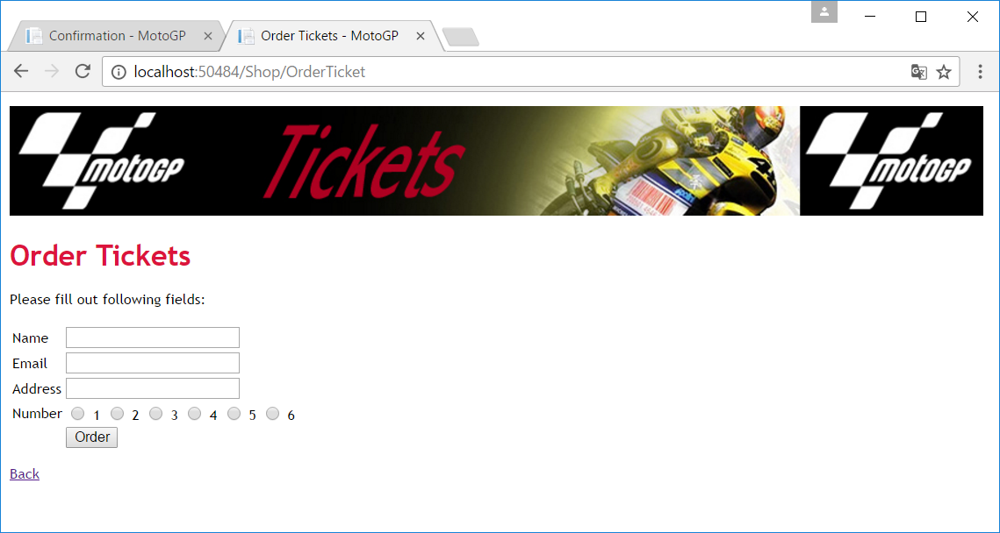 Confirmation - MotoGP
Order Tickets - MotoGP
localhost:50484/Shop/OrderTicket
MotoGP Tickets MotoGP
Order Tickets
Please fill out following fields:
Name
Email
Address
Number 1 2 3 4 5 6
Order
Back